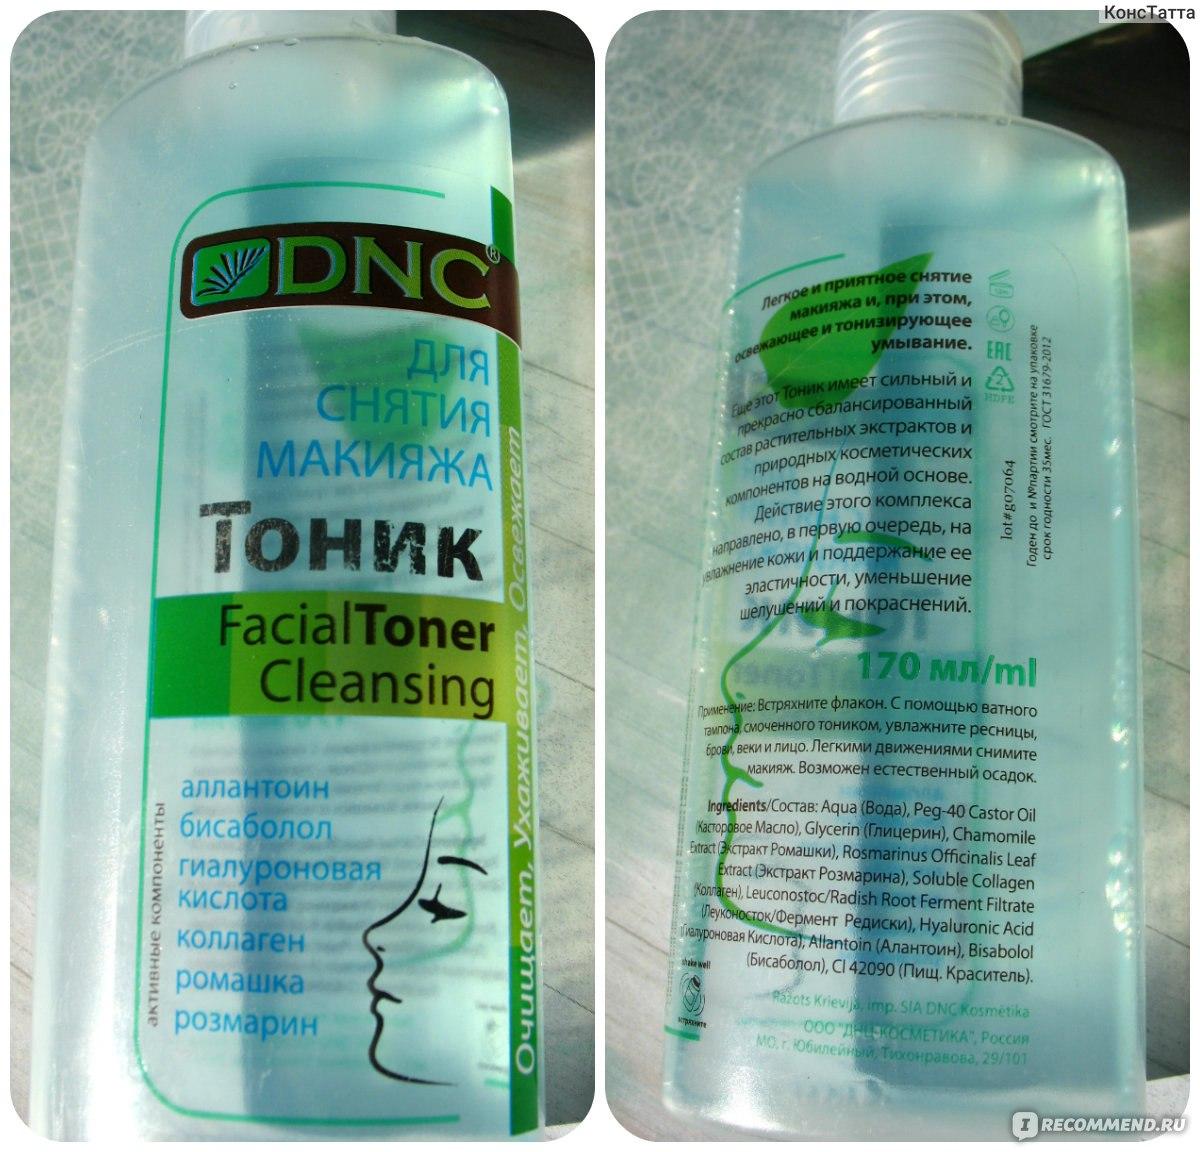 КонсТатта
DNC®
ДЛЯ
СНЯТИЯ
МАКИЯЖА
Тоник
FacialToner
Cleansing
Очищает. Ухаживает. Освежает
активные компоненты
аллантоин
бисаболол
гиалуроновая
кислота
коллаген
ромашка
розмарин
Легкое и приятное снятие
макияжа и, при этом,
освежающее и тонизирующее
умывание.
Еще этот Тоник имеет сильный и
прекрасно сбалансированный
состав растительных экстрактов и
природных косметических
компонентов на водной основе.
Действие этого комплекса
направлено, в первую очередь, на
увлажнение кожи и поддержание ее
эластичности, уменьшение
шелушений и покраснений.
EAC
2
HDPE
lot#g07064
Годен до и №партии смотрите на упаковке
срок годности 35мес. ГОСТ 31679-2012
170 мл/ml
Применение: Встряхните флакон. С помощью ватного
тампона, смоченного тоником, увлажните ресницы,
брови, веки и лицо. Легкими движениями снимите
макияж. Возможен естественный осадок.
Ingredients/Состав: Aqua (Вода), Peg-40 Castor Oil
(Касторовое Масло), Glycerin (Глицерин), Chamomile
Extract (Экстракт Ромашки), Rosmarinus Officinalis Leaf
Extract (Экстракт Розмарина), Soluble Collagen
(Коллаген), Leuconostoc/Radish Root Ferment Filtrate
(Леуконосток/Фермент Редиски), Hyaluronic Acid
(Гиалуроновая Кислота), Allantoin (Алантоин), Bisabolol
(Бисаболол), CI 42090 (Пищ. Краситель).
shake well
встряхните
Ražots Krievijā, imp. SIA DNC Kosmētika
ООО "ДНЦ-КОСМЕТИКА", Россия
МО, г. Юбилейный, Тихонравова, 29/101
IRECOMMEND.RU